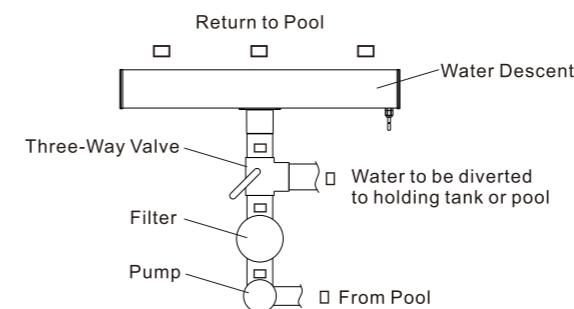 Return to Pool
Water Descent
Three-Way Valve
Water to be diverted
to holding tank or pool
Filter
Pump
From Pool